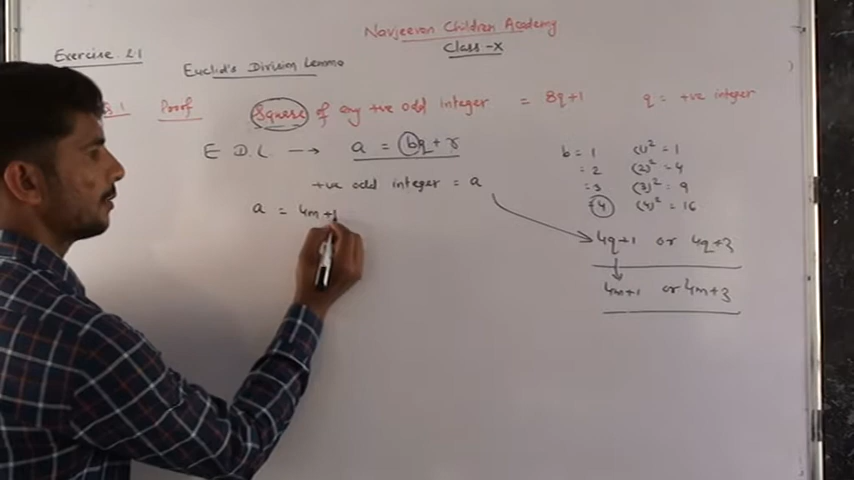 Navjeevan Children Academy
Class-X
Exercise 2.1
Euclid's Division Lemma
.1 Proof Square of any +ve odd integer = 8q+1 q = +ve integer
E D.L → a = bq + r
b = 1 (1)² = 1
= 2 (2)² = 4
= 3 (3)² = 9
= 4 (4)² = 16
+ve odd integer = a
a = 4m+1
4q+1 or 4q+3
4m+1 or 4m+3